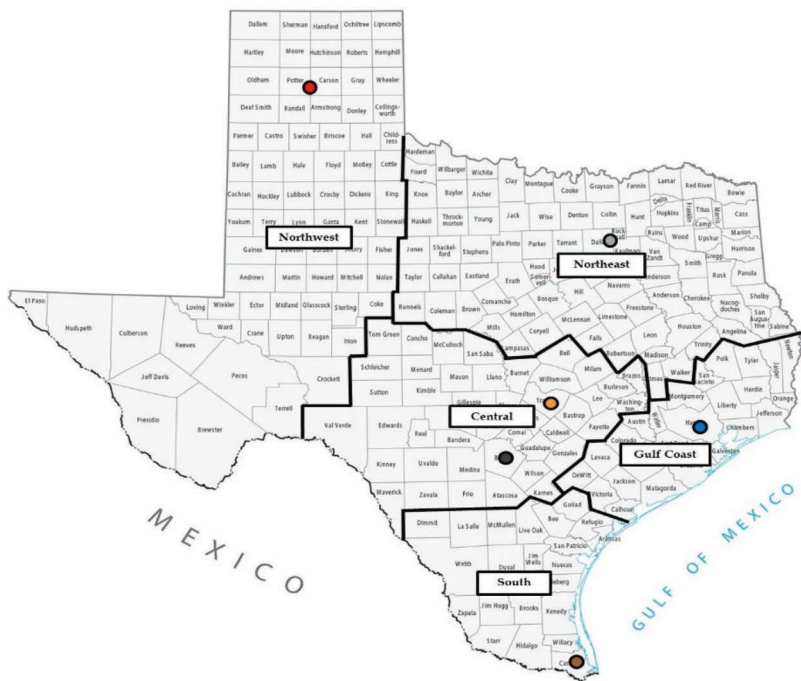 Dallam Sherman Hansford Ochiltree Lipscomb
Hartley Moore Hutchinson Roberts Hemphill
Oldham Potter Carson Gray Wheeler
Deaf Smith Randall Armstrong Donley Collings-
worth
Parmer Castro Swisher Briscoe Hall Child-
ress
Hardeman
Bailey Lamb Hale Floyd Motley Cottle Foard Wilbarger Wichita Clay Montague Cooke Grayson Fannin Lamar Red River Bowie
Cochran Hockley Lubbock Crosby Dickens King Knox Baylor Archer Jack Wise Denton Collin Hunt Delta Hopkins Franklin Titus Camp Morris Cass
Yoakum Terry Lynn Garza Kent Stonewall Haskell Throck-
morton Young Rains Wood Upshur Marion
Northwest
Harrison
Gaines Scurry Fisher Jones Shackel-
ford Stephens Palo Pinto Parker Tarrant Rock- Kaufman Van
Zandt Gregg
Northeast
Smith Rusk Panola
Andrews Martin Howard Mitchell Nolan Taylor Callahan Eastland Erath Hood Somer-
vell Hill Navarro Anderson Cherokee Nacog-
doches Shelby
El Paso Loving Winkler Ector Midland Glasscock Sterling Coke Runnels Coleman Brown Comanche Bosque Freestone Anderson San
Augus-
tine Sabine
Hudspeth Culberson Reeves Ward Crane Upton Reagan Irion Tom Green Concho McCulloch Mills Hamilton Coryell McLennan Limestone Falls Leon Houston Angelina Trinity Newton
San Saba Lampasas Bell Robertson Madison Walker Polk Tyler Jasper
Jeff Davis Pecos Crockett Schleicher Menard Mason Llano Burnet Williamson Milam Brazos Grimes San
Jacinto Hardin
Sutton Kimble Gillespie Burleson Washing-
ton Montgomery Liberty Orange
Presidio Brewster Terrell Val Verde Edwards Real Bandera
Central
Lee Bastrop Austin Waller Jefferson
Chambers
Comal Caldwell Fayette Colorado
Gulf Coast
Galveston
Kinney Uvalde Medina Guadalupe Gonzales Lavaca
Wilson DeWitt Jackson Matagorda
Maverick Zavala Frio Atascosa Karnes Victoria
Goliad Calhoun
Dimmit La Salle McMullen Live Oak Bee Refugio
Aransas
San Patricio
Webb Duval Jim
Wells Nueces
South
Zapata Jim Hogg Brooks Kenedy
Starr Hidalgo Willacy
MEXICO
GULF OF MEXICO